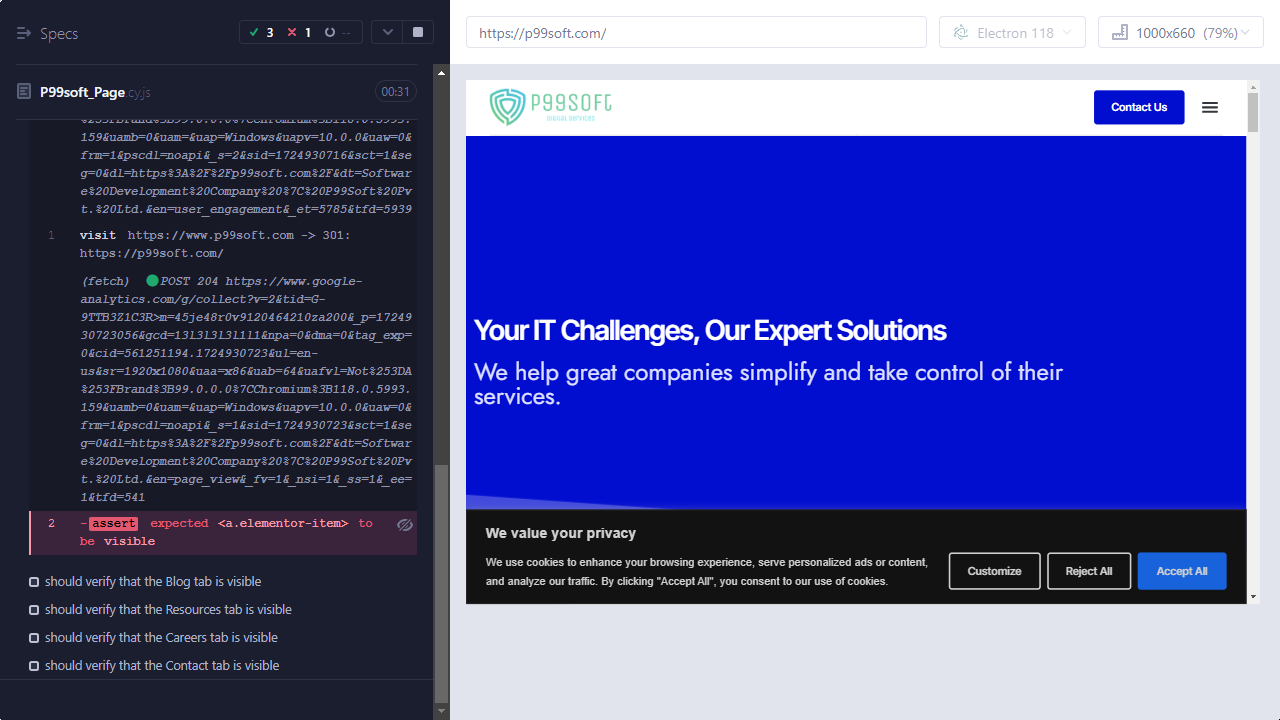 Specs
3
1
--
P99soft_Page.cy.js
00:31
%253FBrand%3B99.0.0.0%7CChromium%3B118.0.5993.
159&uamb=0&uam=&uap=Windows&uapv=10.0.0&uaw=0&
frm=1&pscdl=noapi&_s=2&sid=1724930716&sct=1&se
g=0&dl=https%3A%2F%2Fp99soft.com%2F&dt=Softwar
e%20Development%20Company%20%7C%20P99Soft%20Pv
t.%20Ltd.&en=user_engagement&_et=5785&tfd=5939
1 visit https://www.p99soft.com -> 301:
https://p99soft.com/
(fetch) POST 204 https://www.google-
analytics.com/g/collect?v=2&tid=G-
9TTB3Z1C3R>m=45je48r0v9120464210za200&_p=1724
930723056&gcd=13l3l3l3l1l1&npa=0&dma=0&tag_exp=
0&cid=561251194.1724930723&ul=en-
us&sr=1920x1080&uaa=x86&uab=64&uafvl=Not%253DA
%253FBrand%3B99.0.0.0%7CChromium%3B118.0.5993.
159&uamb=0&uam=&uap=Windows&uapv=10.0.0&uaw=0&
frm=1&pscdl=noapi&_s=1&sid=1724930723&sct=1&se
g=0&dl=https%3A%2F%2Fp99soft.com%2F&dt=Softwar
e%20Development%20Company%20%7C%20P99Soft%20Pv
t.%20Ltd.&en=page_view&_fv=1&_nsi=1&_ss=1&_ee=
1&tfd=541
2 -assert expected <a.elementor-item> to
be visible
should verify that the Blog tab is visible
should verify that the Resources tab is visible
should verify that the Careers tab is visible
should verify that the Contact tab is visible
https://p99soft.com/
Electron 118
1000x660 (79%)
P99SOFT
DIGITAL SERVICES
Contact Us
Your IT Challenges, Our Expert Solutions
We help great companies simplify and take control of their
services.
We value your privacy
We use cookies to enhance your browsing experience, serve personalized ads or content,
and analyze our traffic. By clicking "Accept All", you consent to our use of cookies.
Customize
Reject All
Accept All